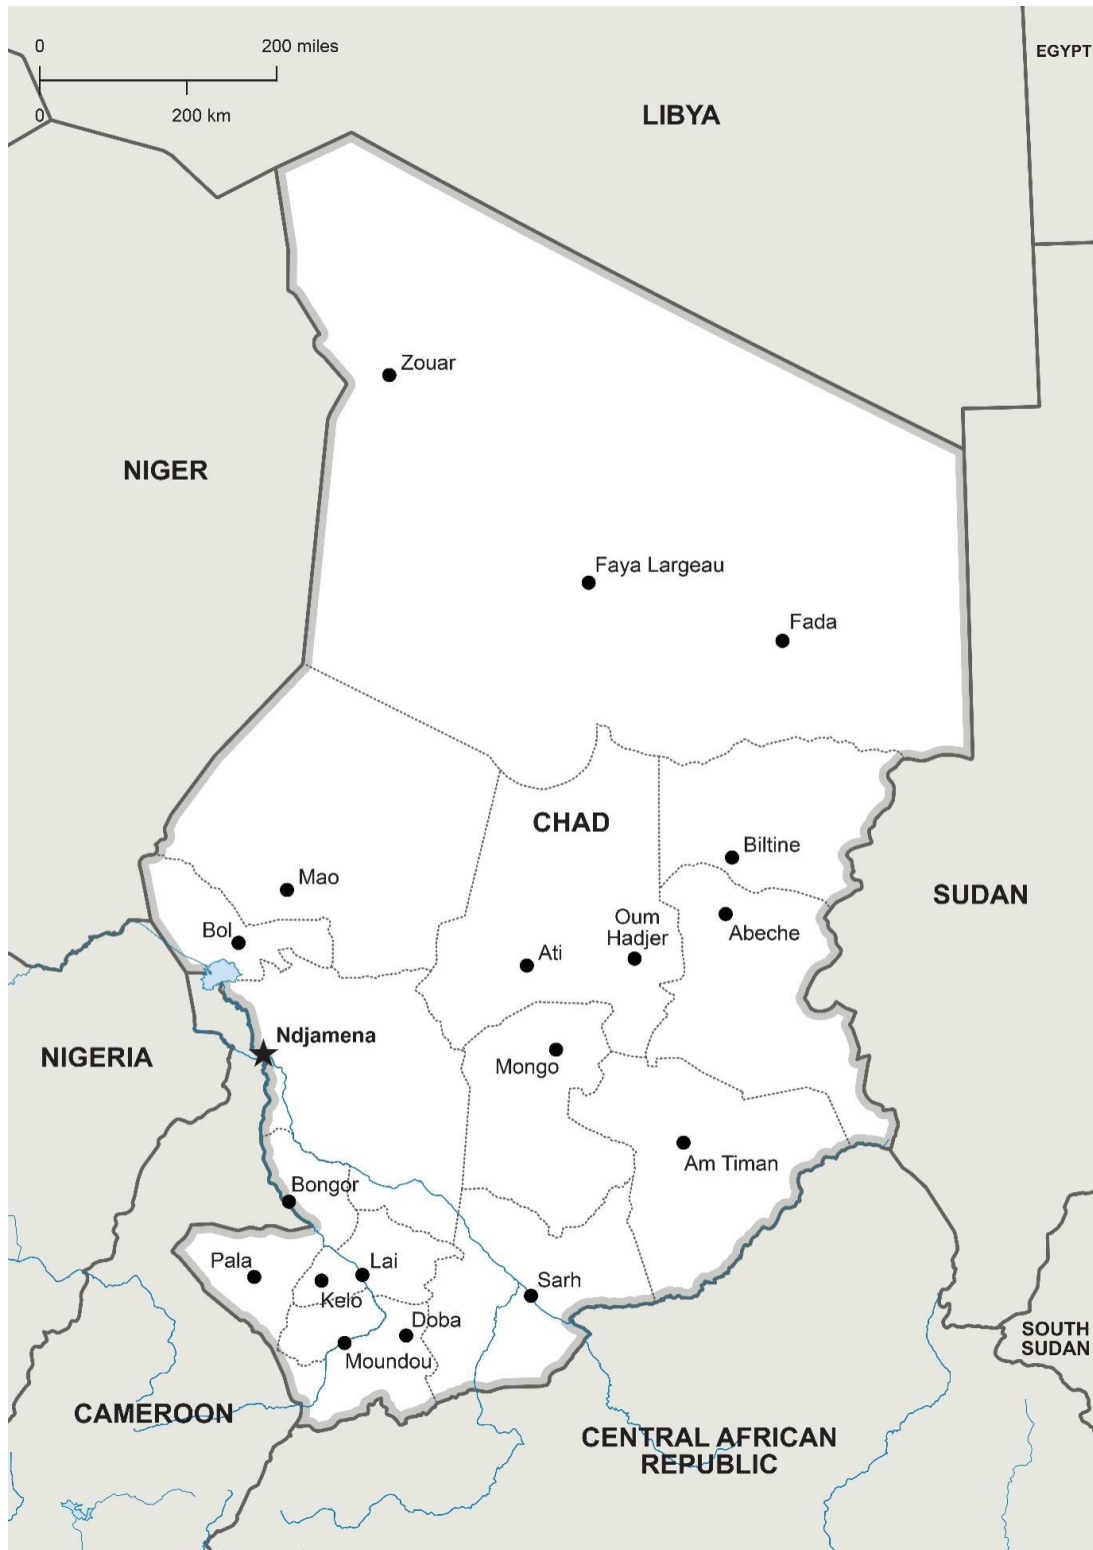 0
200 miles
0
200 km
EGYPT
LIBYA
Zouar
NIGER
Faya Largeau
Fada
CHAD
Biltine
Mao
SUDAN
Oum
Hadjer
Bol
Abeche
Ati
Ndjamena
NIGERIA
Mongo
Am Timan
Bongor
Pala
Lai
Kelo
Sarh
Doba
Moundou
SOUTH
SUDAN
CAMEROON
CENTRAL AFRICAN
REPUBLIC